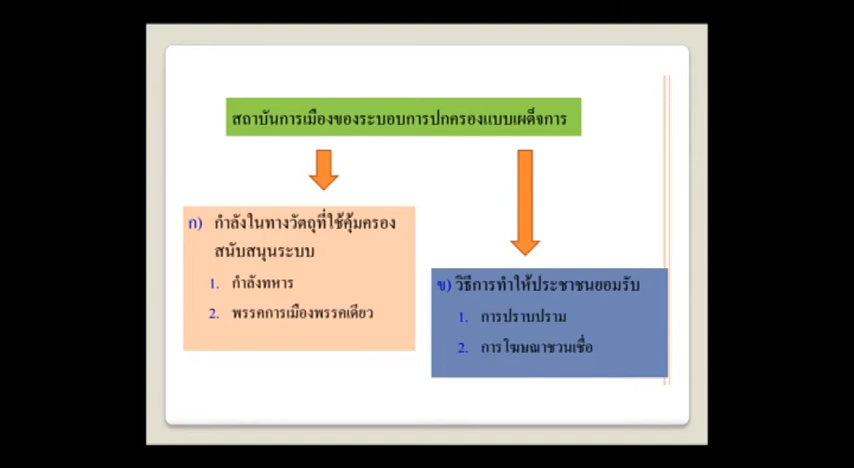 สถาบันการเมืองของระบอบการปกครองแบบเผด็จการ
ก) กำลังในทางวัตถุที่ใช้คุ้มครอง
สนับสนุนระบบ
1. กำลังทหาร
2. พรรคการเมืองพรรคเดียว
ข) วิธีการทำให้ประชาชนยอมรับ
1. การปราบปราม
2. การโฆษณาชวนเชื่อ